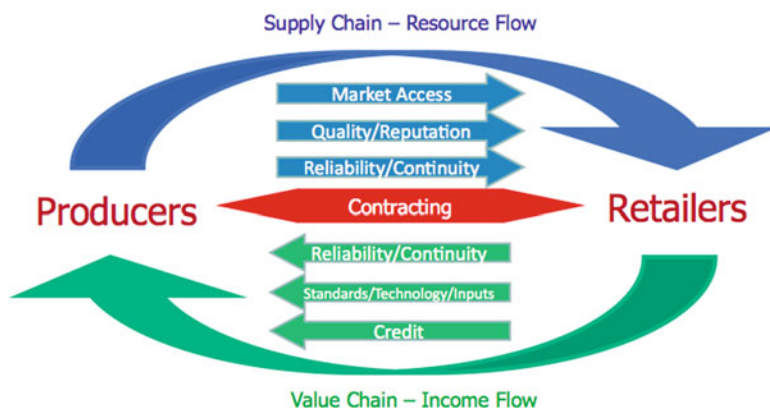 Supply Chain – Resource Flow
Market Access
Quality/Reputation
Reliability/Continuity
Producers
Contracting
Retailers
Reliability/Continuity
Standards/Technology/Inputs
Credit
Value Chain – Income Flow